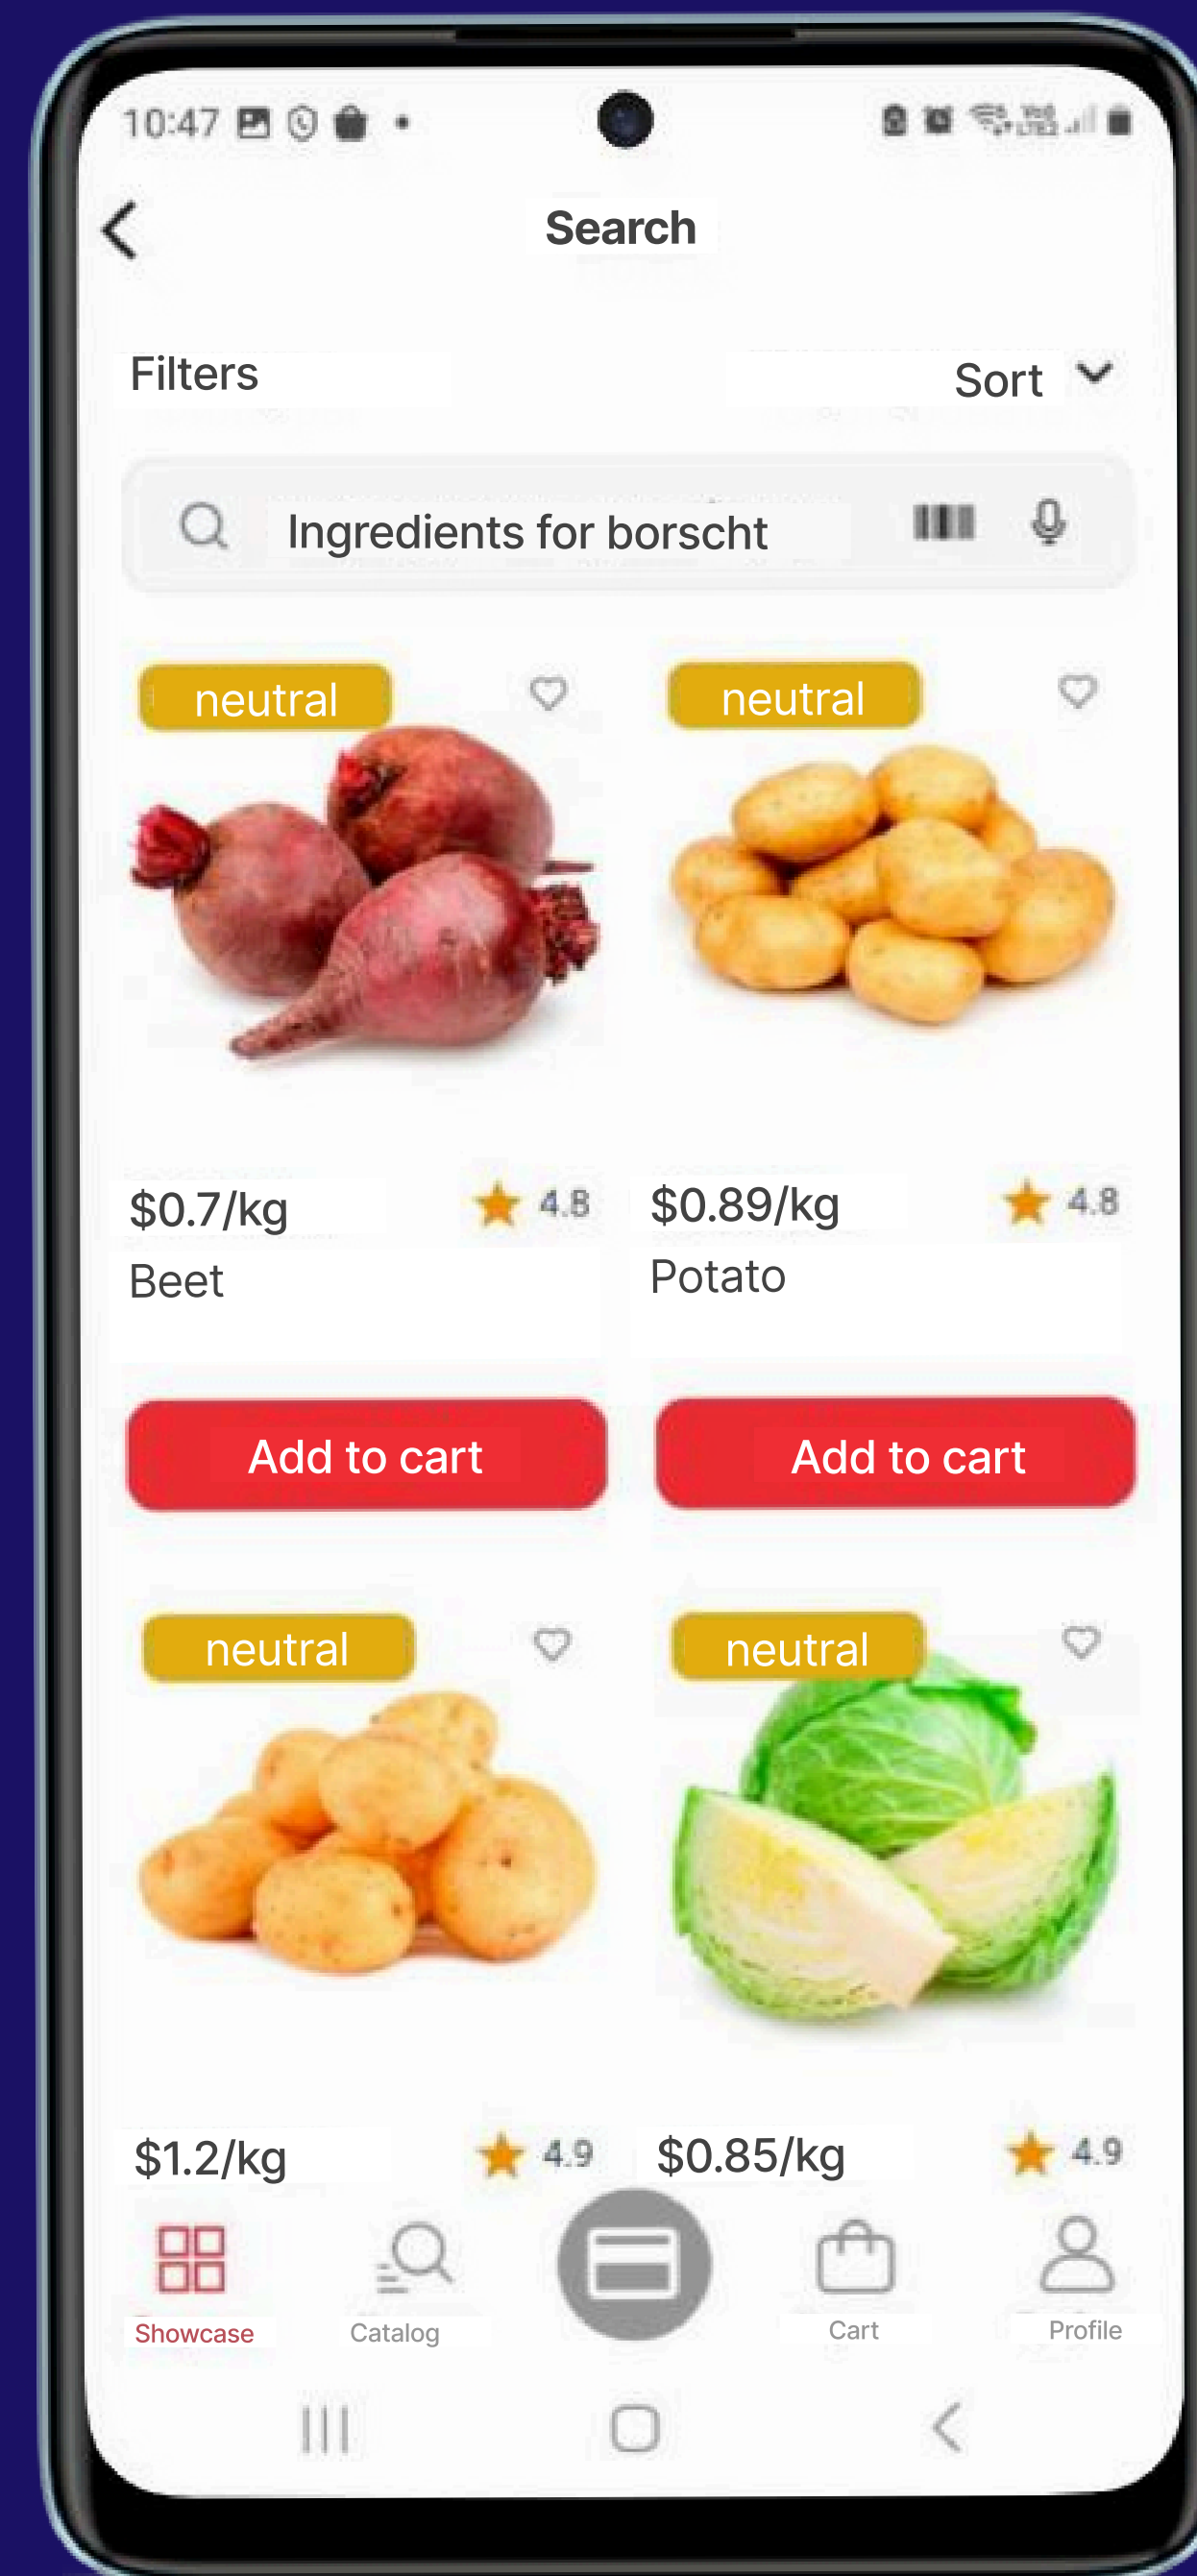 10:47
Search
Filters
Sort
Ingredients for borscht
neutral
neutral
$0.7/kg
4.8
$0.89/kg
4.8
Beet
Potato
Add to cart
Add to cart
neutral
neutral
$1.2/kg
4.9
$0.85/kg
4.9
Showcase
Catalog
Cart
Profile